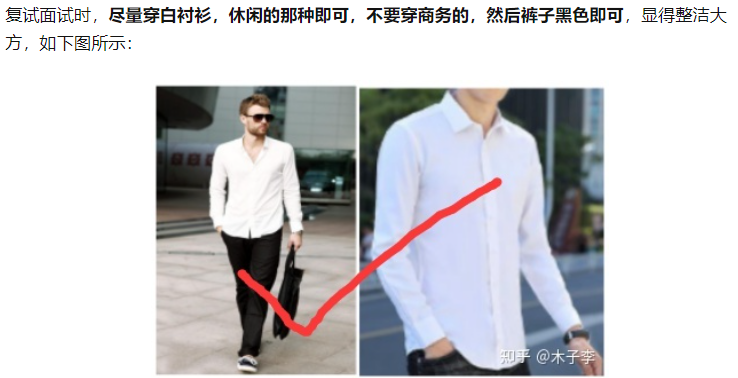 复试面试时，尽量穿白衬衫，休闲的那种即可，不要穿商务的，然后裤子黑色即可，显得整洁大
方，如下图所示：
知乎 @木子李